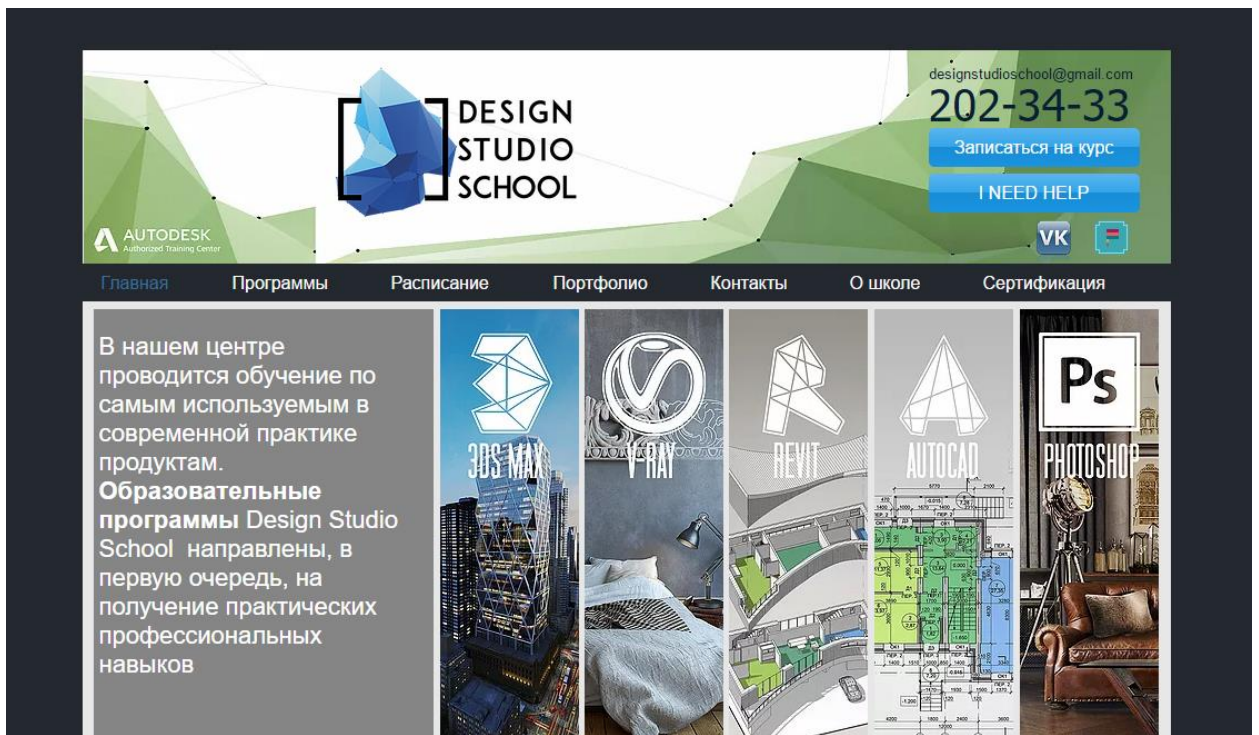 designstudioschool@gmail.com
202-34-33
Записаться на курс
I NEED HELP
DESIGN
STUDIO
SCHOOL
AUTODESK
Authorized Training Center
VK
Главная Программы Расписание Портфолио Контакты О школе Сертификация
В нашем центре
проводится обучение по
самым используемым в
современной практике
продуктам.
Образовательные
программы Design Studio
School направлены, в
первую очередь, на
получение практических
профессиональных
навыков
3DS MAX
V-RAY
REVIT
AUTOCAD
Ps
PHOTOSHOP